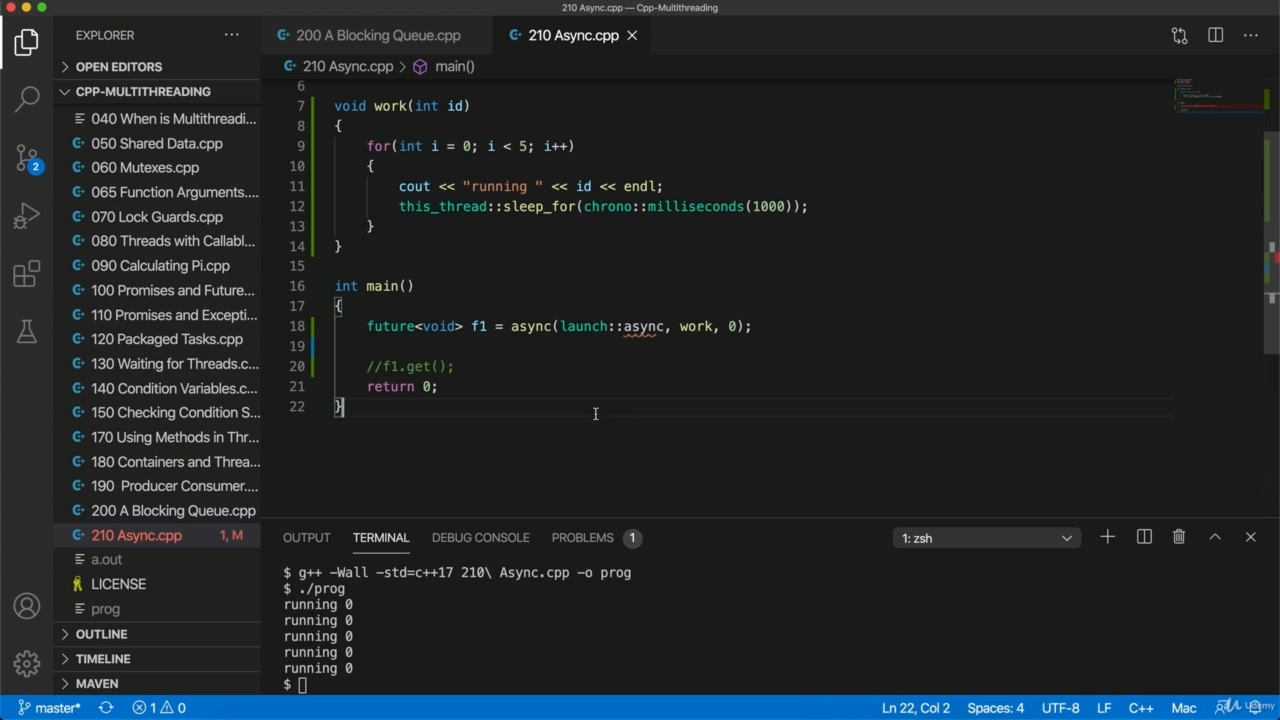 210 Async.cpp — Cpp-Multithreading
EXPLORER
200 A Blocking Queue.cpp
210 Async.cpp
OPEN EDITORS
210 Async.cpp > main()
CPP-MULTITHREADING
040 When is Multithreadi...
050 Shared Data.cpp
060 Mutexes.cpp
065 Function Arguments....
070 Lock Guards.cpp
080 Threads with Callabl...
090 Calculating Pi.cpp
100 Promises and Future...
110 Promises and Excepti...
120 Packaged Tasks.cpp
130 Waiting for Threads.c...
140 Condition Variables.c...
150 Checking Condition S...
170 Using Methods in Thr...
180 Containers and Threa...
190 Producer Consumer....
200 A Blocking Queue.cpp
210 Async.cpp 1, M
a.out
LICENSE
prog
OUTLINE
TIMELINE
MAVEN
2
6
7 void work(int id)
8 {
9 for(int i = 0; i < 5; i++)
10 {
11 cout << "running " << id << endl;
12 this_thread::sleep_for(chrono::milliseconds(1000));
13 }
14 }
15
16 int main()
17 {
18 future<void> f1 = async(launch::async, work, 0);
19
20 //f1.get();
21 return 0;
22 }
OUTPUT TERMINAL DEBUG CONSOLE PROBLEMS 1 1: zsh
$ g++ -Wall -std=c++17 210\ Async.cpp -o prog
$ ./prog
running 0
running 0
running 0
running 0
running 0
$
master* 1 0 Ln 22, Col 2 Spaces: 4 UTF-8 LF C++ Mac Udemy